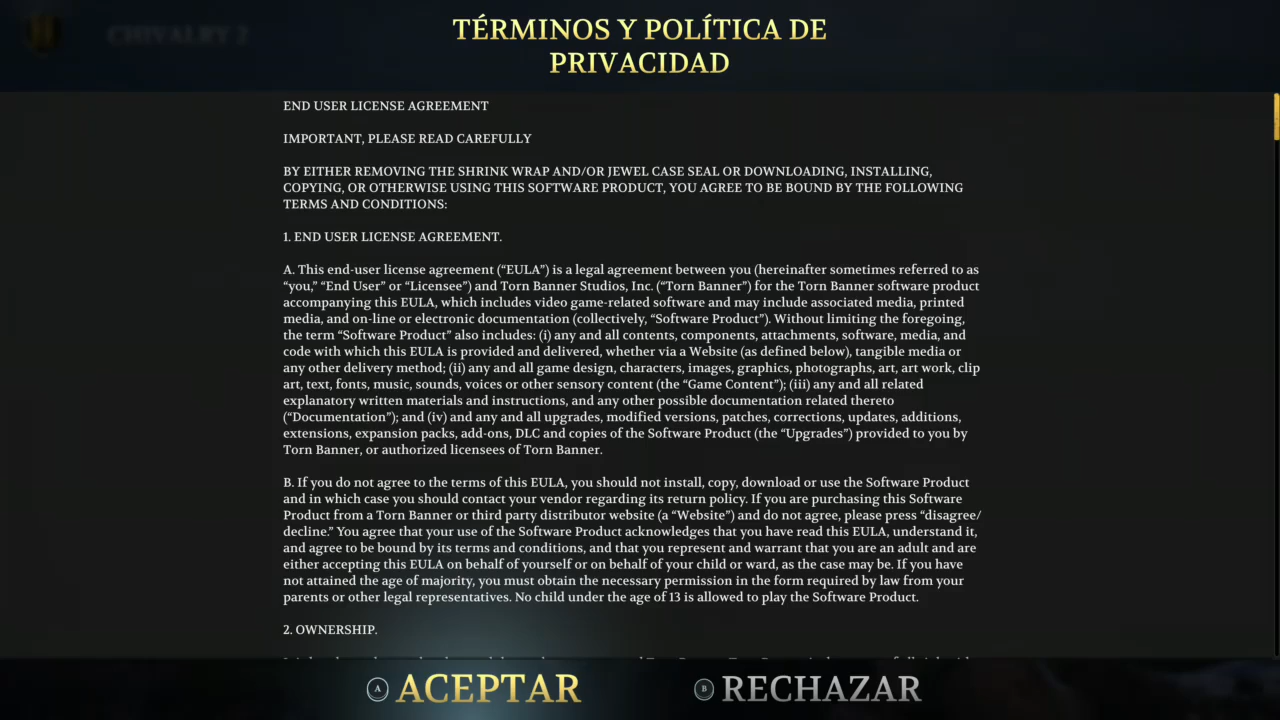 CHIVALRY 2
TÉRMINOS Y POLÍTICA DE
PRIVACIDAD
END USER LICENSE AGREEMENT
IMPORTANT, PLEASE READ CAREFULLY
BY EITHER REMOVING THE SHRINK WRAP AND/OR JEWEL CASE SEAL OR DOWNLOADING, INSTALLING,
COPYING, OR OTHERWISE USING THIS SOFTWARE PRODUCT, YOU AGREE TO BE BOUND BY THE FOLLOWING
TERMS AND CONDITIONS:
1. END USER LICENSE AGREEMENT.
A. This end-user license agreement (“EULA”) is a legal agreement between you (hereinafter sometimes referred to as
“you,” “End User” or “Licensee”) and Torn Banner Studios, Inc. (“Torn Banner”) for the Torn Banner software product
accompanying this EULA, which includes video game-related software and may include associated media, printed
media, and on-line or electronic documentation (collectively, “Software Product”). Without limiting the foregoing,
the term “Software Product” also includes: (i) any and all contents, components, attachments, software, media, and
code with which this EULA is provided and delivered, whether via a Website (as defined below), tangible media or
any other delivery method; (ii) any and all game design, characters, images, graphics, photographs, art, art work, clip
art, text, fonts, music, sounds, voices or other sensory content (the “Game Content”); (iii) any and all related
explanatory written materials and instructions, and any other possible documentation related thereto
(“Documentation”); and (iv) and any and all upgrades, modified versions, patches, corrections, updates, additions,
extensions, expansion packs, add-ons, DLC and copies of the Software Product (the “Upgrades”) provided to you by
Torn Banner, or authorized licensees of Torn Banner.
B. If you do not agree to the terms of this EULA, you should not install, copy, download or use the Software Product
and in which case you should contact your vendor regarding its return policy. If you are purchasing this Software
Product from a Torn Banner or third party distributor website (a “Website”) and do not agree, please press “disagree/
decline.” You agree that your use of the Software Product acknowledges that you have read this EULA, understand it,
and agree to be bound by its terms and conditions, and that you represent and warrant that you are an adult and are
either accepting this EULA on behalf of yourself or on behalf of your child or ward, as the case may be. If you have
not attained the age of majority, you must obtain the necessary permission in the form required by law from your
parents or other legal representatives. No child under the age of 13 is allowed to play the Software Product.
2. OWNERSHIP.
A ACEPTAR
B RECHAZAR